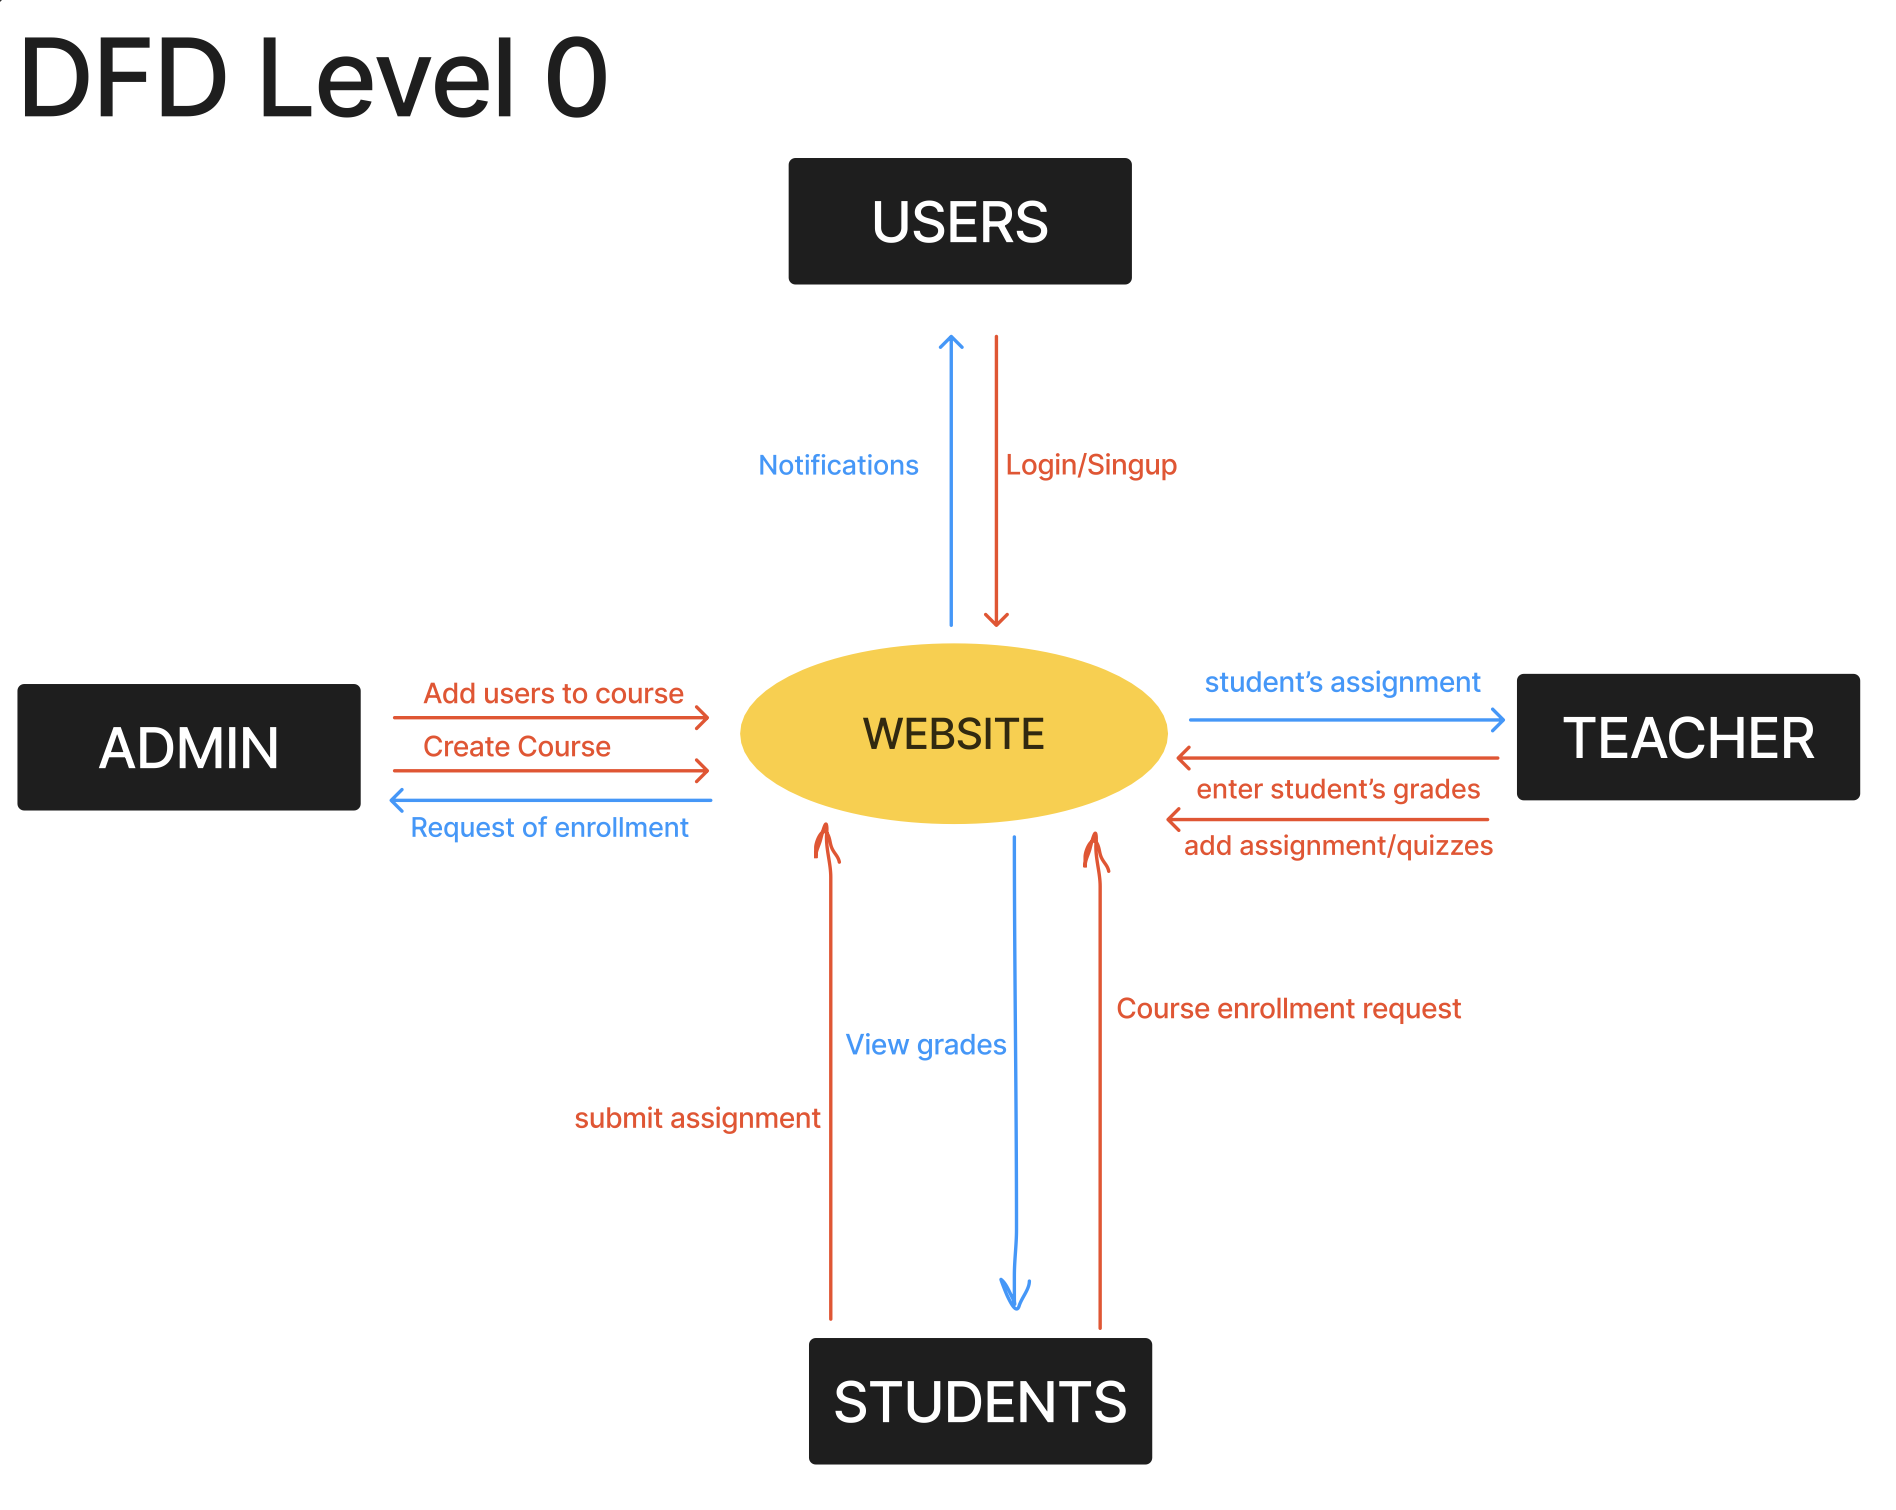 DFD Level 0
USERS
Notifications
Login/Singup
ADMIN
Add users to course
Create Course
Request of enrollment
WEBSITE
student’s assignment
enter student’s grades
add assignment/quizzes
TEACHER
Course enrollment request
View grades
submit assignment
STUDENTS